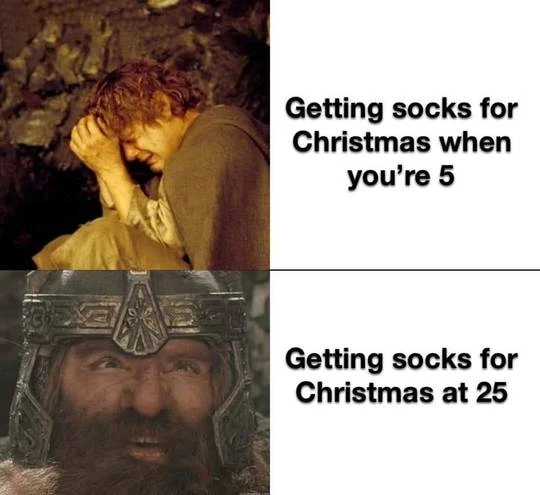 Getting socks for
Christmas when
you’re 5
Getting socks for
Christmas at 25